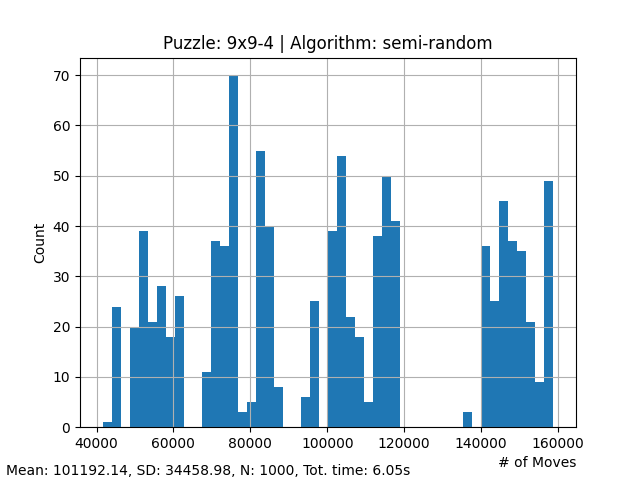 Puzzle: 9x9-4 | Algorithm: semi-random
70
60
50
40
30
20
10
0
Count
40000 60000 80000 100000 120000 140000 160000
# of Moves
Mean: 101192.14, SD: 34458.98, N: 1000, Tot. time: 6.05s